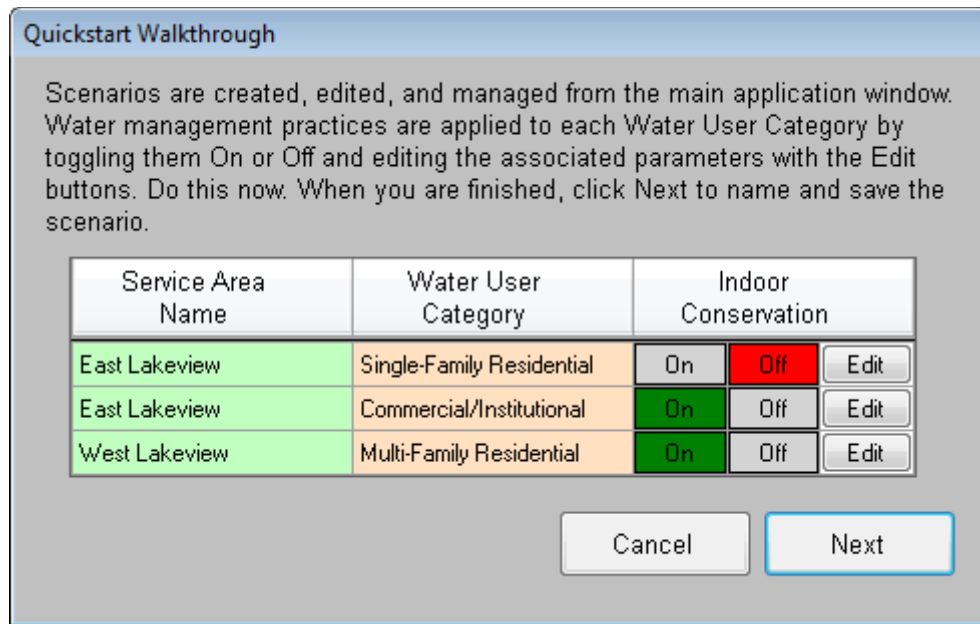 Quickstart Walkthrough
Scenarios are created, edited, and managed from the main application window.
Water management practices are applied to each Water User Category by
toggling them On or Off and editing the associated parameters with the Edit
buttons. Do this now. When you are finished, click Next to name and save the
scenario.
Service Area Water User Indoor
Name Category Conservation
East Lakeview Single-Family Residential On Off Edit
East Lakeview Commercial/Institutional On Off Edit
West Lakeview Multi-Family Residential On Off Edit
Cancel Next